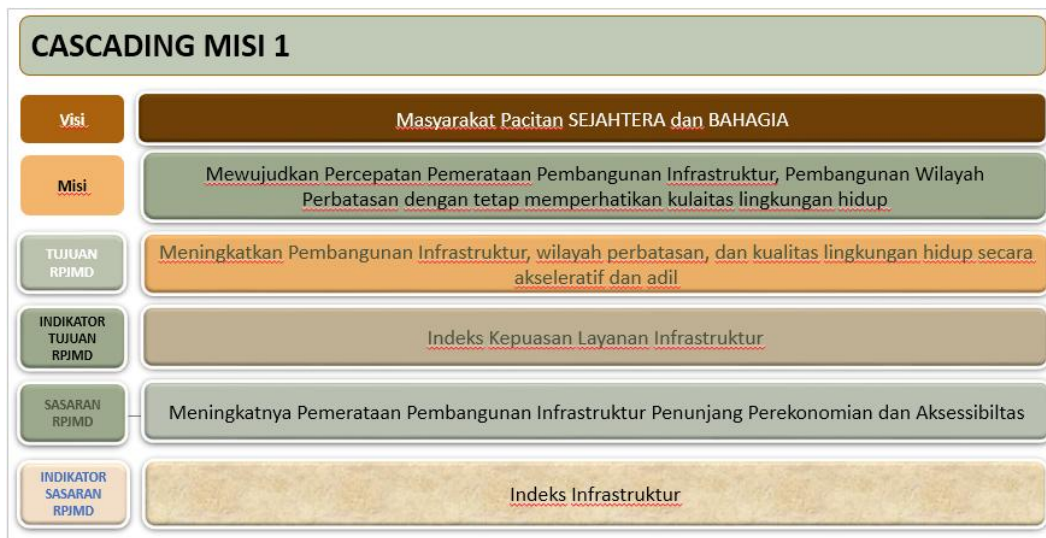 CASCADING MISI 1
Visi
Masyarakat Pacitan SEJAHTERA dan BAHAGIA
Misi
Mewujudkan Percepatan Pemerataan Pembangunan Infrastruktur, Pembangunan Wilayah
Perbatasan dengan tetap memperhatikan kulaitas lingkungan hidup
TUJUAN
RPJMD
Meningkatkan Pembangunan Infrastruktur, wilayah perbatasan, dan kualitas lingkungan hidup secara
akseleratif dan adil
INDIKATOR
TUJUAN
RPJMD
Indeks Kepuasan Layanan Infrastruktur
SASARAN
RPJMD
Meningkatnya Pemerataan Pembangunan Infrastruktur Penunjang Perekonomian dan Aksessibiltas
INDIKATOR
SASARAN
RPJMD
Indeks Infrastruktur